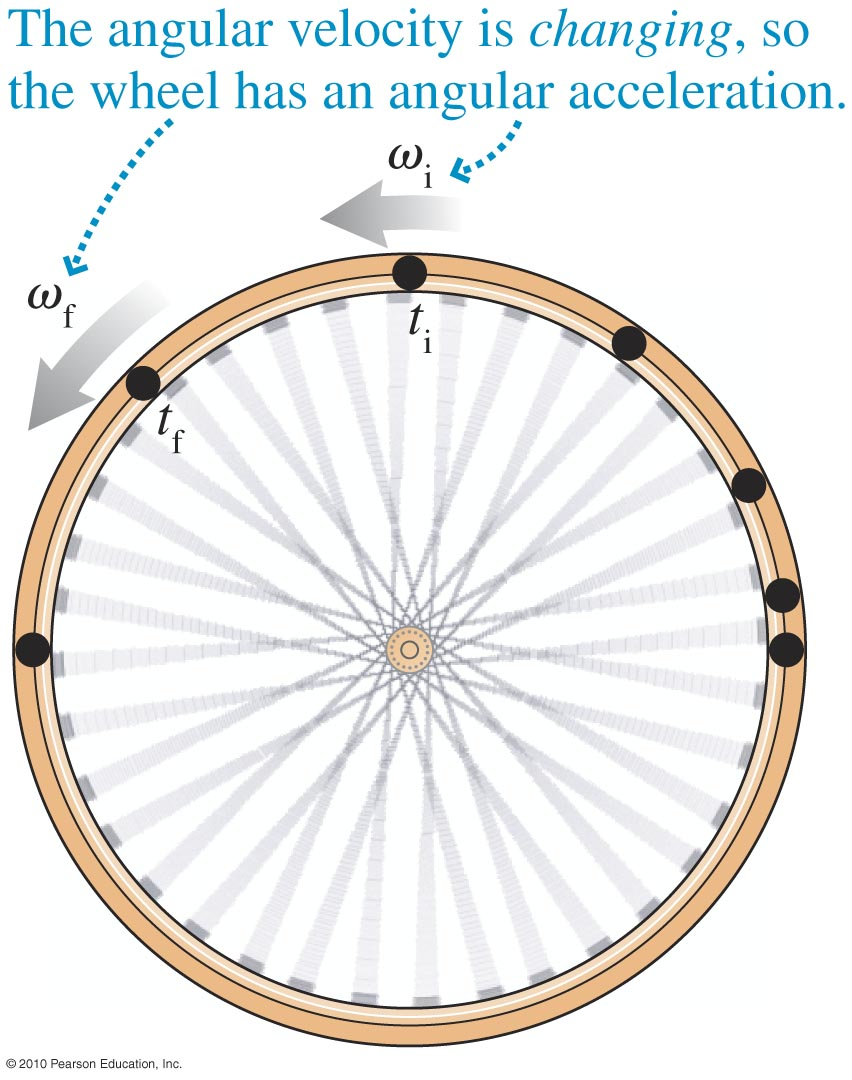 The angular velocity is changing, so
the wheel has an angular acceleration.
ωi
ωf
ti
tf
© 2010 Pearson Education, Inc.